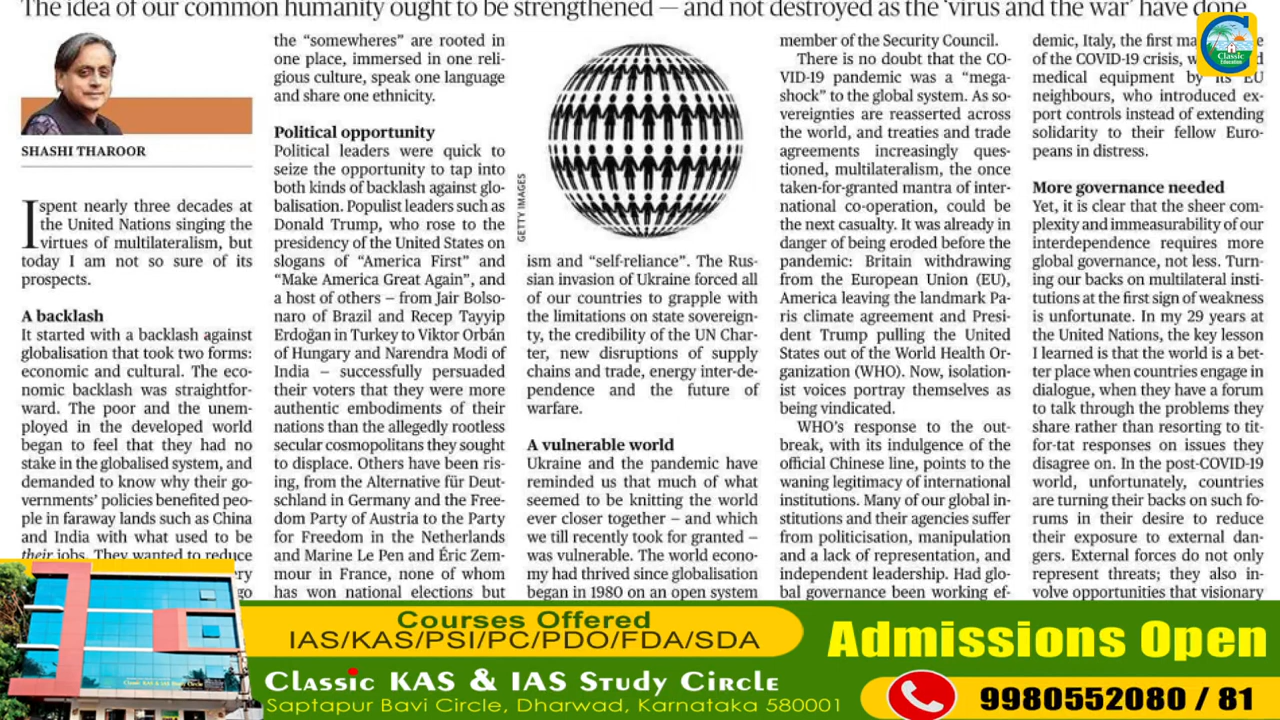 The idea of our common humanity ought to be strengthened — and not destroyed as the ‘virus and the war’ have done
SHASHI THAROOR
I spent nearly three decades at
the United Nations singing the
virtues of multilateralism, but
today I am not so sure of its
prospects.
A backlash
It started with a backlash against
globalisation that took two forms:
economic and cultural. The eco-
nomic backlash was straightfor-
ward. The poor and the unem-
ployed in the developed world
began to feel that they had no
stake in the globalised system, and
demanded to know why their go-
vernments’ policies benefited peo-
ple in faraway lands such as China
and India with what used to be
their jobs. They wanted to reduce
go
the “somewheres” are rooted in
one place, immersed in one reli-
gious culture, speak one language
and share one ethnicity.
Political opportunity
Political leaders were quick to
seize the opportunity to tap into
both kinds of backlash against glo-
balisation. Populist leaders such as
Donald Trump, who rose to the
presidency of the United States on
slogans of “America First” and
“Make America Great Again”, and
a host of others – from Jair Bolso-
naro of Brazil and Recep Tayyip
Erdoğan in Turkey to Viktor Orbán
of Hungary and Narendra Modi of
India – successfully persuaded
their voters that they were more
authentic embodiments of their
nations than the allegedly rootless
secular cosmopolitans they sought
to displace. Others have been ris-
ing, from the Alternative für Deut-
schland in Germany and the Free-
dom Party of Austria to the Party
for Freedom in the Netherlands
and Marine Le Pen and Éric Zem-
mour in France, none of whom
has won national elections but
GETTY IMAGES
ism and “self-reliance”. The Rus-
sian invasion of Ukraine forced all
of our countries to grapple with
the limitations on state sovereign-
ty, the credibility of the UN Char-
ter, new disruptions of supply
chains and trade, energy inter-de-
pendence and the future of
warfare.
A vulnerable world
Ukraine and the pandemic have
reminded us that much of what
seemed to be knitting the world
ever closer together – and which
we till recently took for granted –
was vulnerable. The world econo-
my had thrived since globalisation
began in 1980 on an open system
member of the Security Council.
There is no doubt that the CO-
VID-19 pandemic was a “mega-
shock” to the global system. As so-
vereignties are reasserted across
the world, and treaties and trade
agreements increasingly ques-
tioned, multilateralism, the once
taken-for-granted mantra of inter-
national co-operation, could be
the next casualty. It was already in
danger of being eroded before the
pandemic: Britain withdrawing
from the European Union (EU),
America leaving the landmark Pa-
ris climate agreement and Presi-
dent Trump pulling the United
States out of the World Health Or-
ganization (WHO). Now, isolation-
ist voices portray themselves as
being vindicated.
WHO’s response to the out-
break, with its indulgence of the
official Chinese line, points to the
waning legitimacy of international
institutions. Many of our global in-
stitutions and their agencies suffer
from politicisation, manipulation
and a lack of representation, and
independent leadership. Had glo-
bal governance been working ef-
demic, Italy, the first
of the COVID-19 crisis,
medical equipment by its EU
neighbours, who introduced ex-
port controls instead of extending
solidarity to their fellow Euro-
peans in distress.
More governance needed
Yet, it is clear that the sheer com-
plexity and immeasurability of our
interdependence requires more
global governance, not less. Turn-
ing our backs on multilateral insti-
tutions at the first sign of weakness
is unfortunate. In my 29 years at
the United Nations, the key lesson
I learned is that the world is a bet-
ter place when countries engage in
dialogue, when they have a forum
to talk through the problems they
share rather than resorting to tit-
for-tat responses on issues they
disagree on. In the post-COVID-19
world, unfortunately, countries
are turning their backs on such fo-
rums in their desire to reduce
their exposure to external dan-
gers. External forces do not only
represent threats; they also in-
volve opportunities that visionary
Classic
Education
Courses Offered
IAS/KAS/PSI/PC/PDO/FDA/SDA
Classic KAS & IAS Study Circle
Saptapur Bavi Circle, Dharwad, Karnataka 580001
Admissions Open
9980552080 / 81